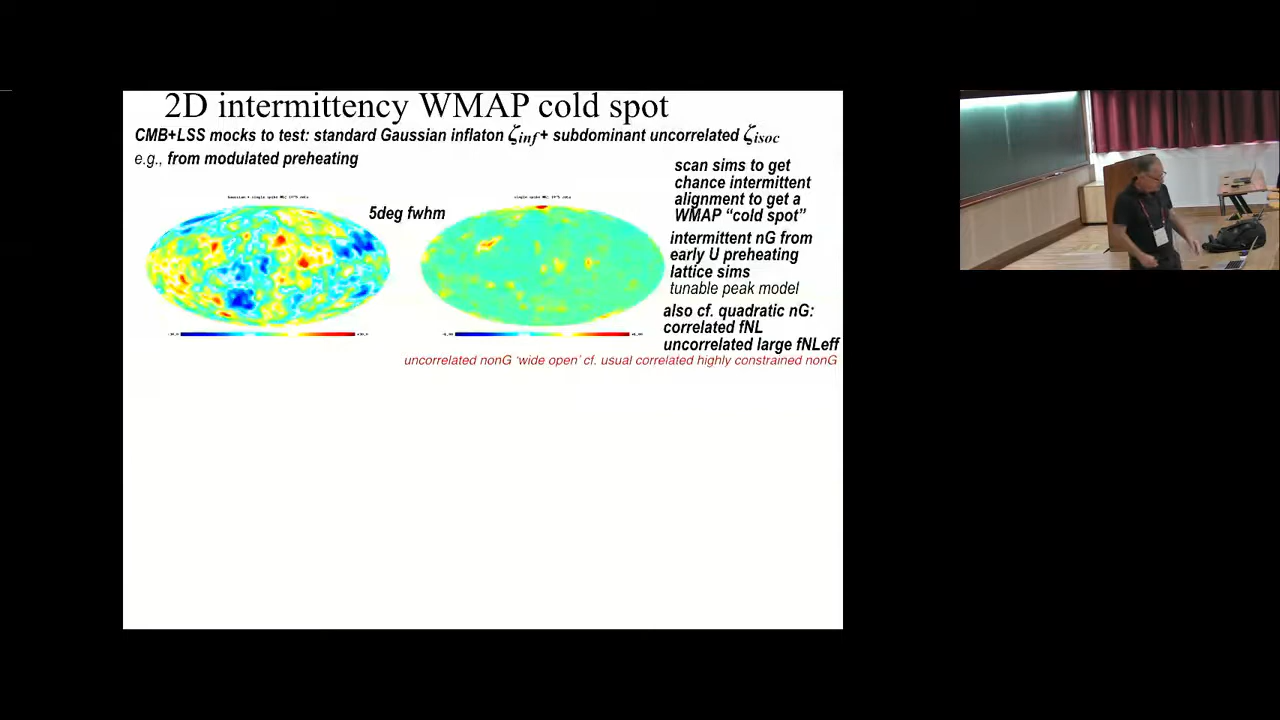 2D intermittency WMAP cold spot
CMB+LSS mocks to test: standard Gaussian inflaton ζinf + subdominant uncorrelated ζisoc
e.g., from modulated preheating
scan sims to get
chance intermittent
alignment to get a
WMAP “cold spot”
5deg fwhm
intermittent nG from
early U preheating
lattice sims
tunable peak model
also cf. quadratic nG:
correlated fNL
uncorrelated large fNLeff
uncorrelated nonG ‘wide open’ cf. usual correlated highly constrained nonG